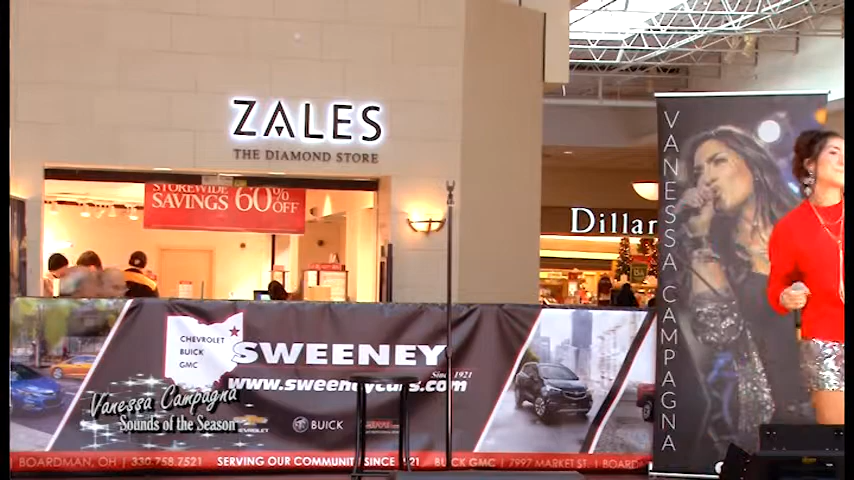 ZALES
THE DIAMOND STORE
STOREWIDE
SAVINGS 60% OFF
Dillar
VANESSA CAMPAGNA
CHEVROLET
BUICK
GMC
SWEENEY
Since 1921
www.sweeneycars.com
Vanessa Campagna
Sounds of the Season
CHEVROLET
BUICK
BOARDMAN, OH | 330.758.7521 SERVING OUR COMMUNITY SINCE 1921 BUICK GMC | 7997 MARKET ST. | BOARD